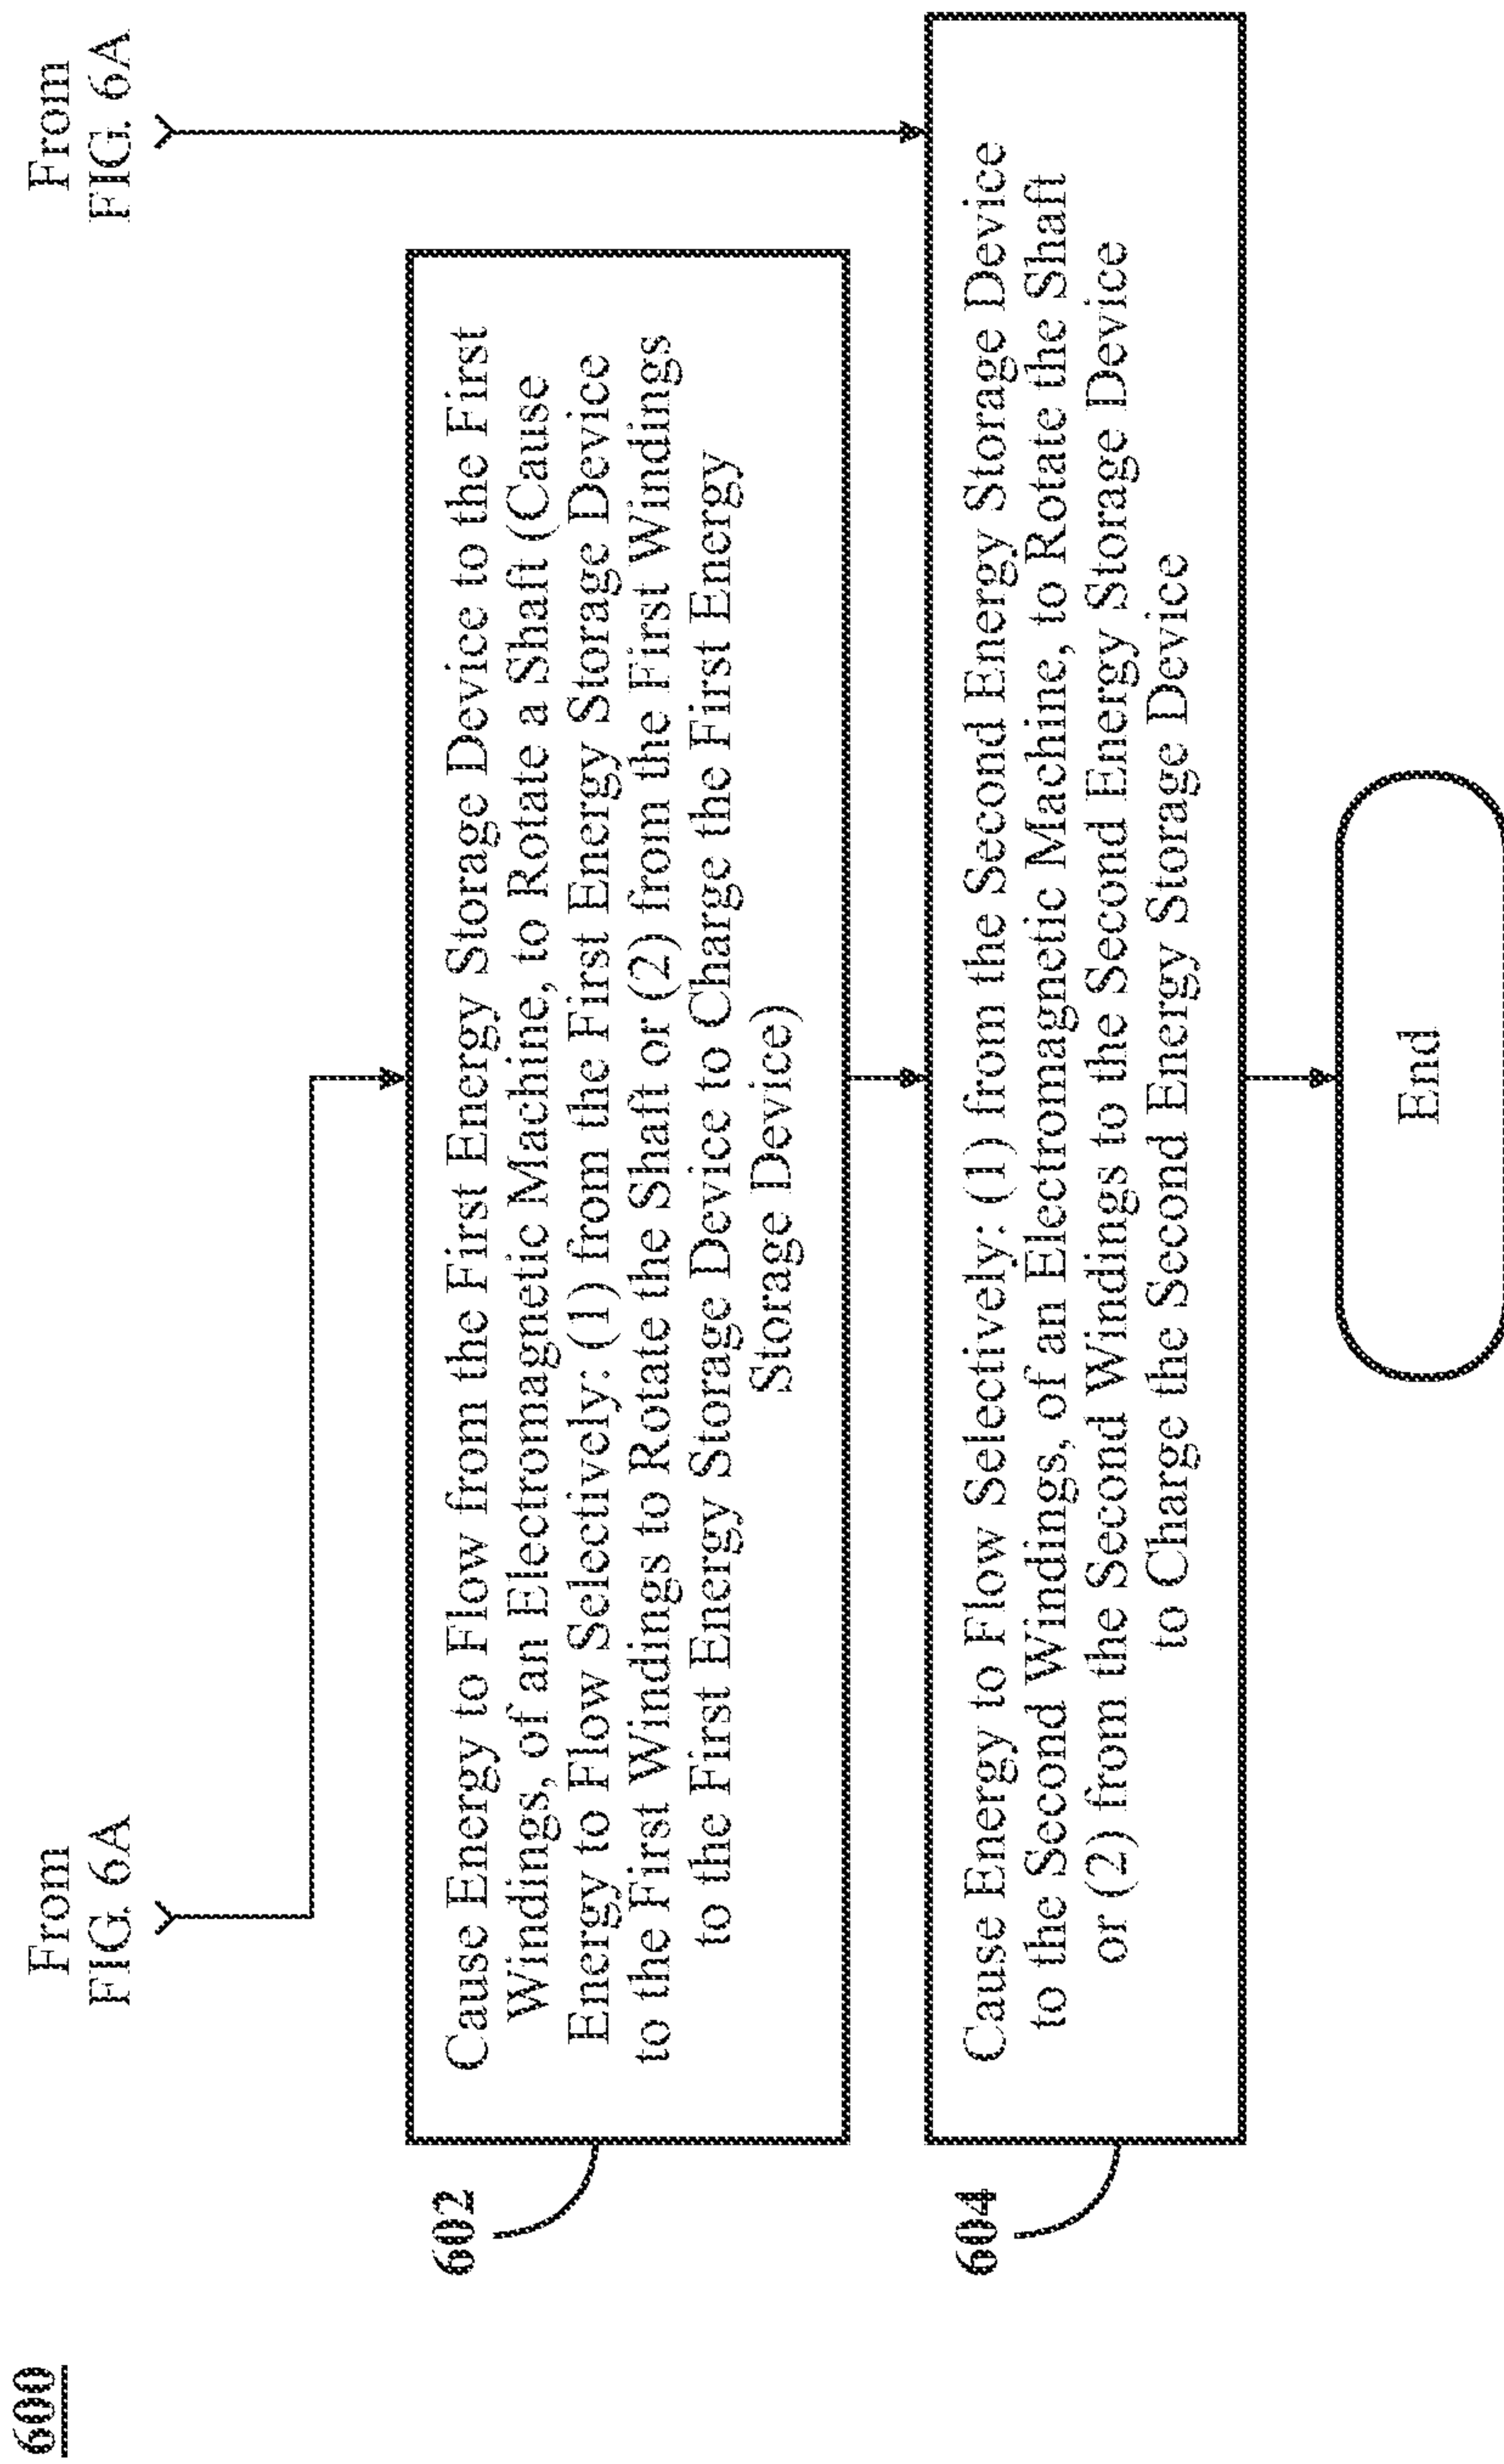 600
From
FIG. 6A
From
FIG. 6A
602
Cause Energy to Flow from the First Energy Storage Device to the First
Windings, of an Electromagnetic Machine, to Rotate a Shaft (Cause
Energy to Flow Selectively: (1) from the First Energy Storage Device
to the First Windings to Rotate the Shaft or (2) from the First Windings
to the First Energy Storage Device to Charge the First Energy
Storage Device)
604
Cause Energy to Flow Selectively: (1) from the Second Energy Storage Device
to the Second Windings, of an Electromagnetic Machine, to Rotate the Shaft
or (2) from the Second Windings to the Second Energy Storage Device
to Charge the Second Energy Storage Device
End